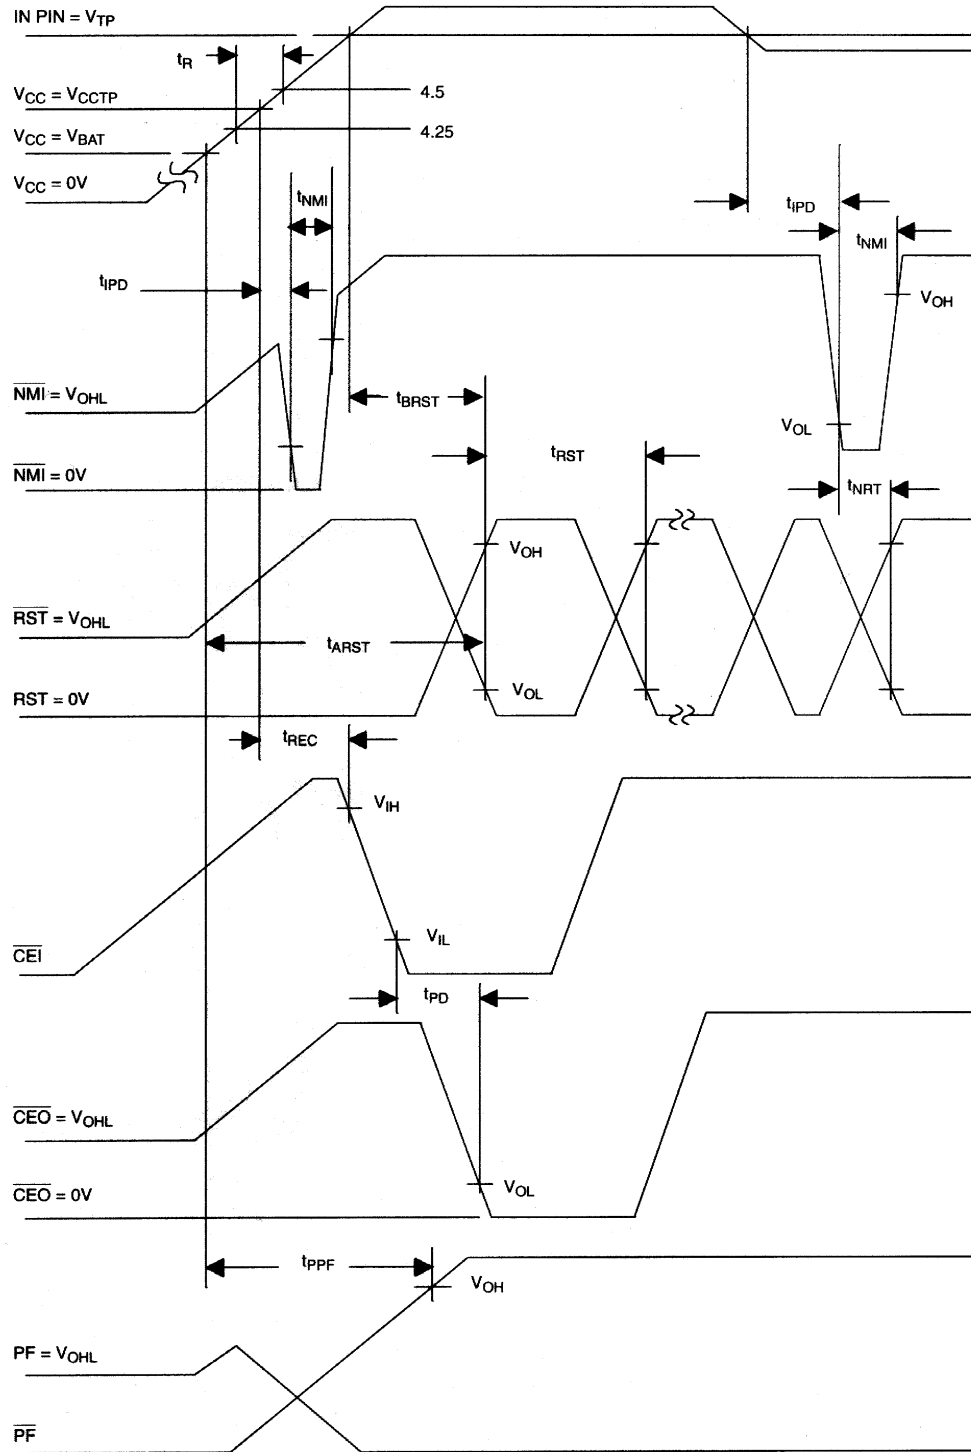 IN PIN = VTP
tR
4.5
VCC = VCCTP
4.25
VCC = VBAT
VCC = 0V
tNMI
tIPD
tNMI
tIPD
VOH
NMI = VOHL
tBRST
VOL
tRST
NMI = 0V
tNRT
VOH
RST = VOHL
tARST
VOL
RST = 0V
tREC
VIH
VIL
CEI
tPD
CEO = VOHL
VOL
CEO = 0V
tPPF
VOH
PF = VOHL
PF